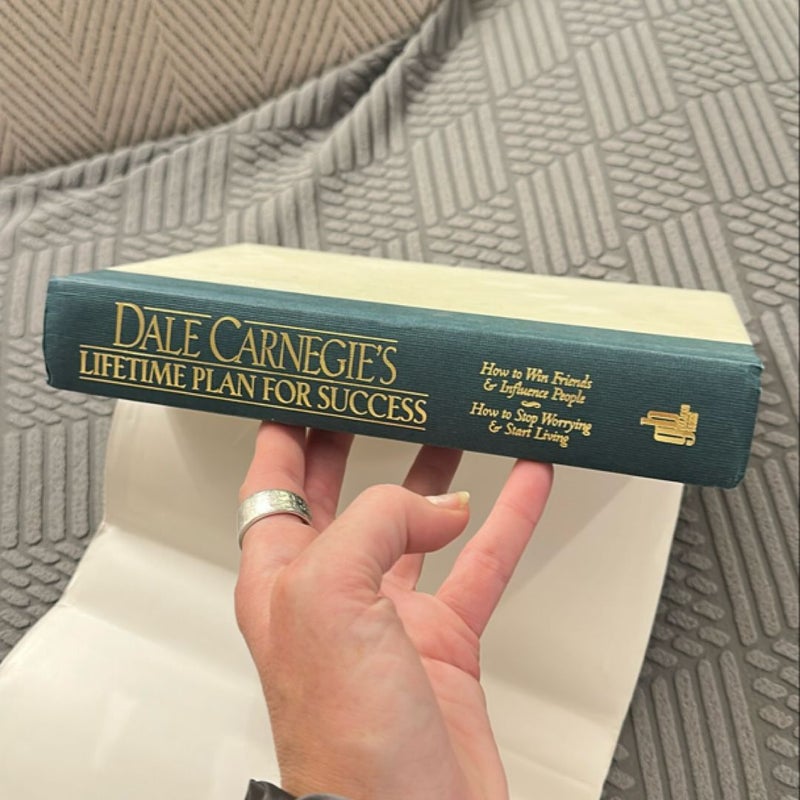 DALE CARNEGIE'S
LIFETIME PLAN FOR SUCCESS
How to Win Friends
& Influence People
How to Stop Worrying
& Start Living